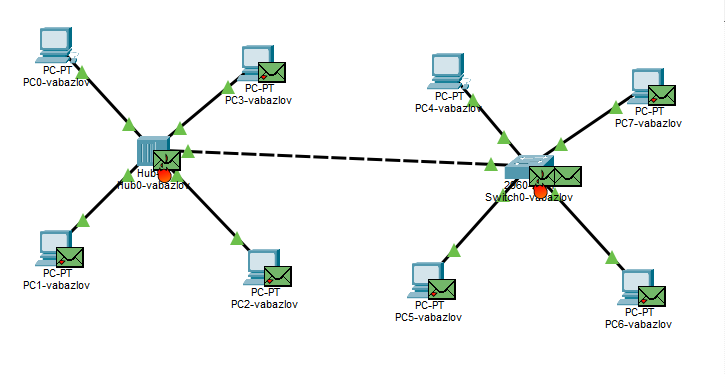 PC-PT
PC0-vabazlov
PC-PT
PC3-vabazlov
PC-PT
PC4-vabazlov
PC-PT
PC7-vabazlov
Hub0-vabazlov
Switch0-vabazlov
PC-PT
PC1-vabazlov
PC-PT
PC2-vabazlov
PC-PT
PC5-vabazlov
PC-PT
PC6-vabazlov